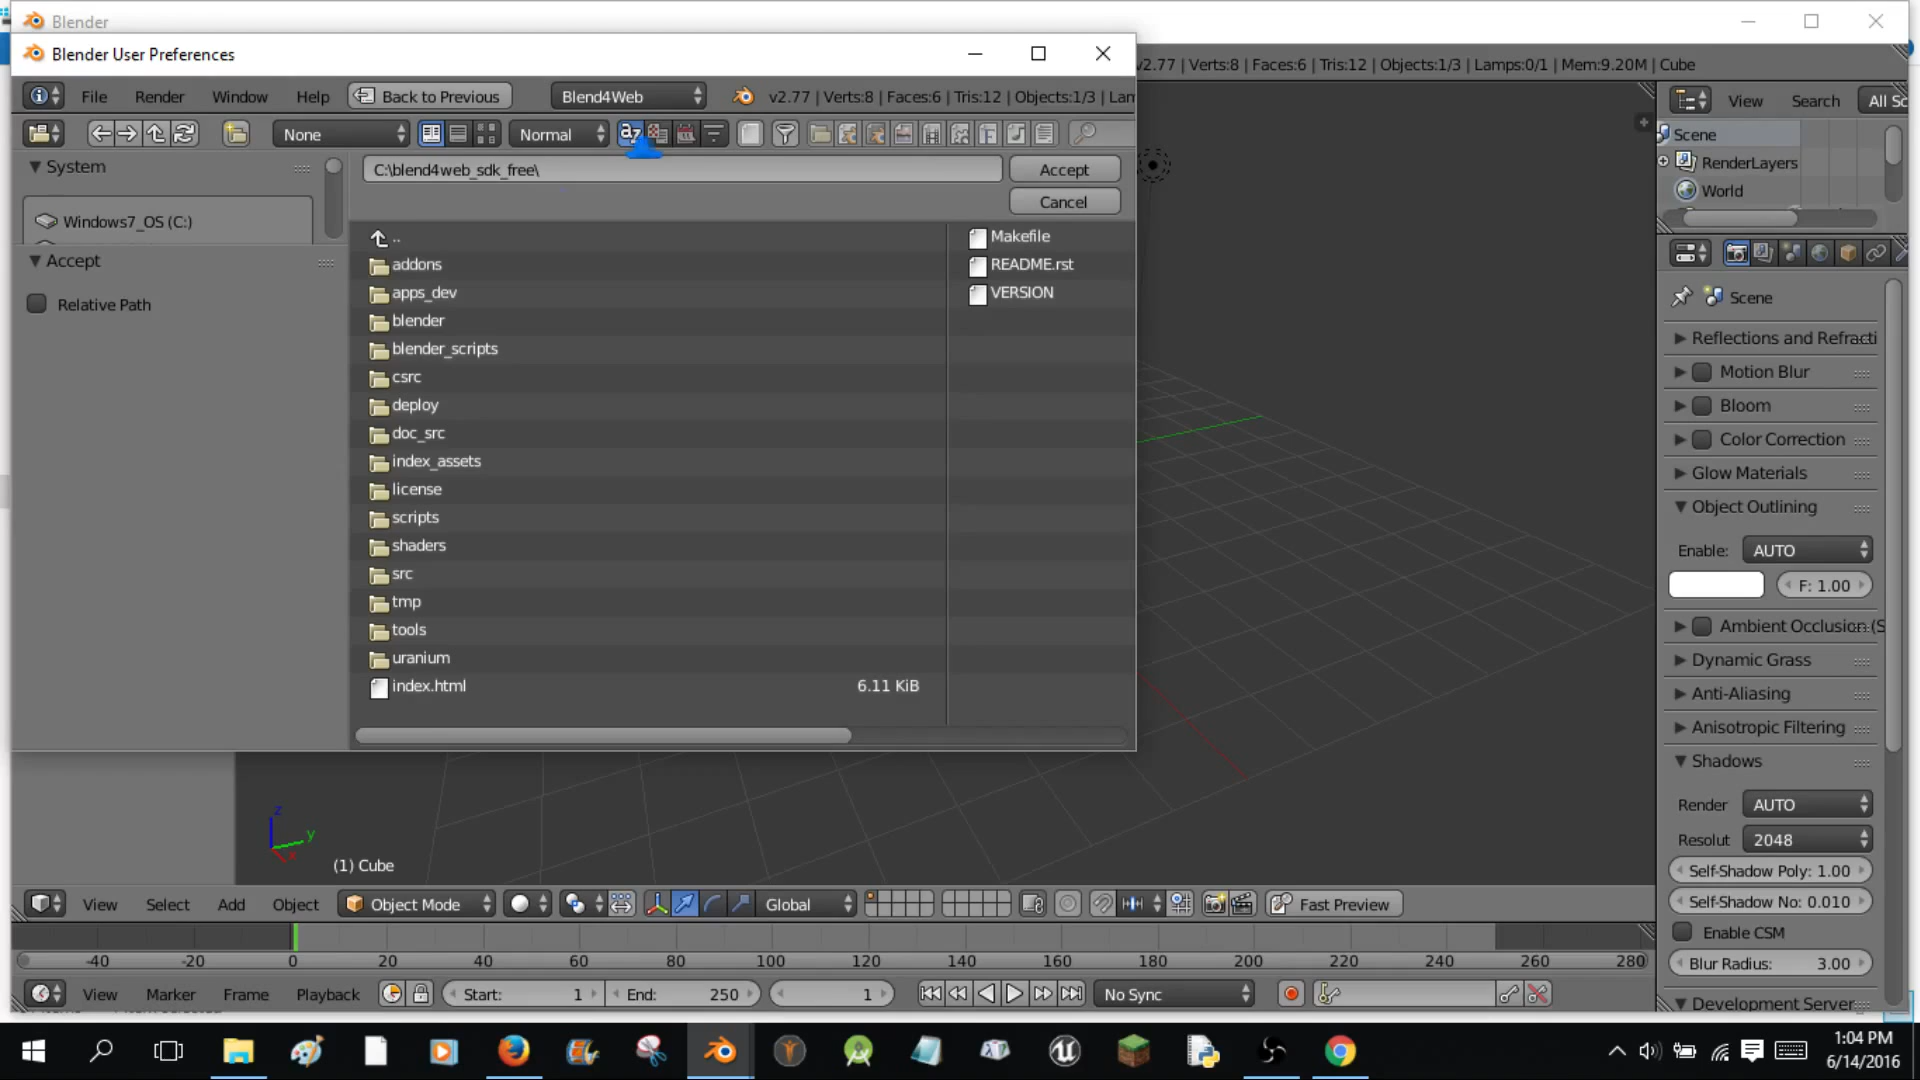 Blender
Blender User Preferences
v2.77 | Verts:8 | Faces:6 | Tris:12 | Objects:1/3 | Lamps:0/1 | Mem:9.20M | Cube
File Render Window Help Back to Previous Blend4Web v2.77 | Verts:8 | Faces:6 | Tris:12 | Objects:1/3 | Lam
View Search All Sc
None Normal
System
C:\blend4web_sdk_free\ Accept
Cancel
Windows7_OS (C:)
Accept
Relative Path
..
addons
apps_dev
blender
blender_scripts
csrc
deploy
doc_src
index_assets
license
scripts
shaders
src
tmp
tools
uranium
index.html 6.11 KiB
Makefile
README.rst
VERSION
Scene
RenderLayers
World
Scene
Reflections and Refracti
Motion Blur
Bloom
Color Correction
Glow Materials
Object Outlining
Enable: AUTO
F: 1.00
Ambient Occlusion (S
Dynamic Grass
Anti-Aliasing
Anisotropic Filtering
Shadows
Render AUTO
Resolut 2048
Self-Shadow Poly: 1.00
Self-Shadow No: 0.010
Enable CSM
Blur Radius: 3.00
Development Server
z
y
x
(1) Cube
View Select Add Object Object Mode Global Fast Preview
-40 -20 0 20 40 60 80 100 120 140 160 180 200 220 240 260 280
View Marker Frame Playback Start: 1 End: 250 1 No Sync
1:04 PM
6/14/2016